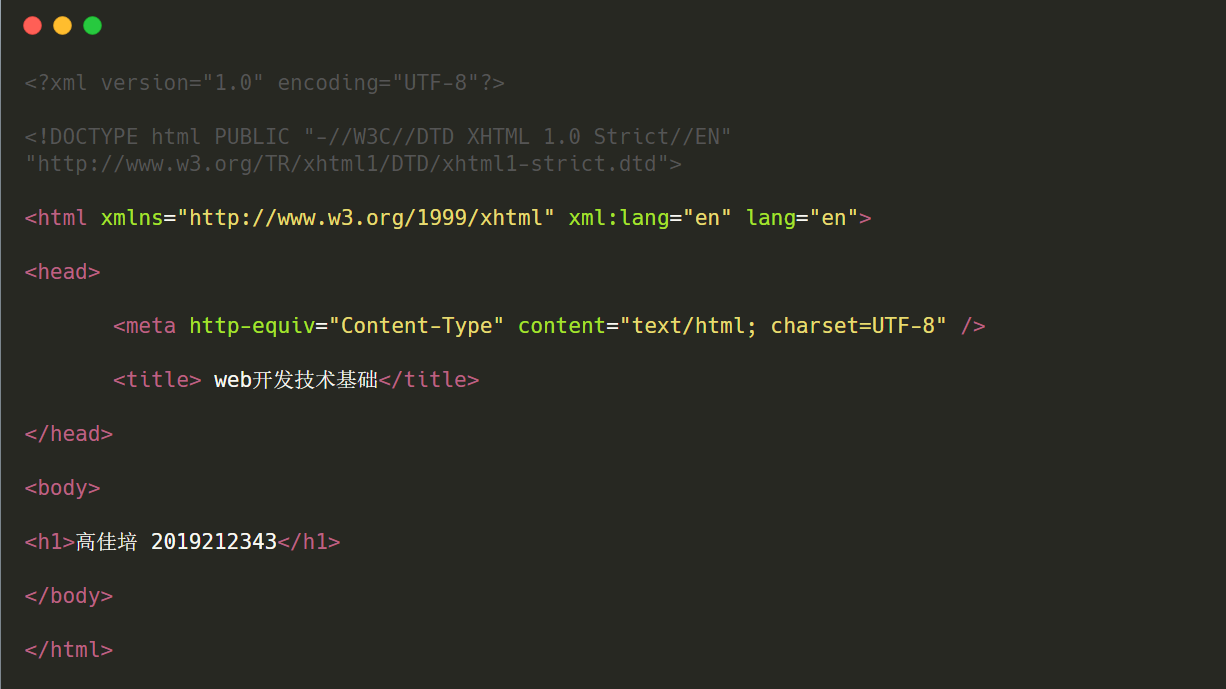 <?xml version="1.0" encoding="UTF-8"?>
<!DOCTYPE html PUBLIC "-//W3C//DTD XHTML 1.0 Strict//EN"
"http://www.w3.org/TR/xhtml1/DTD/xhtml1-strict.dtd">
<html xmlns="http://www.w3.org/1999/xhtml" xml:lang="en" lang="en">
<head>
<meta http-equiv="Content-Type" content="text/html; charset=UTF-8" />
<title> web开发技术基础</title>
</head>
<body>
<h1>高佳培 2019212343</h1>
</body>
</html>